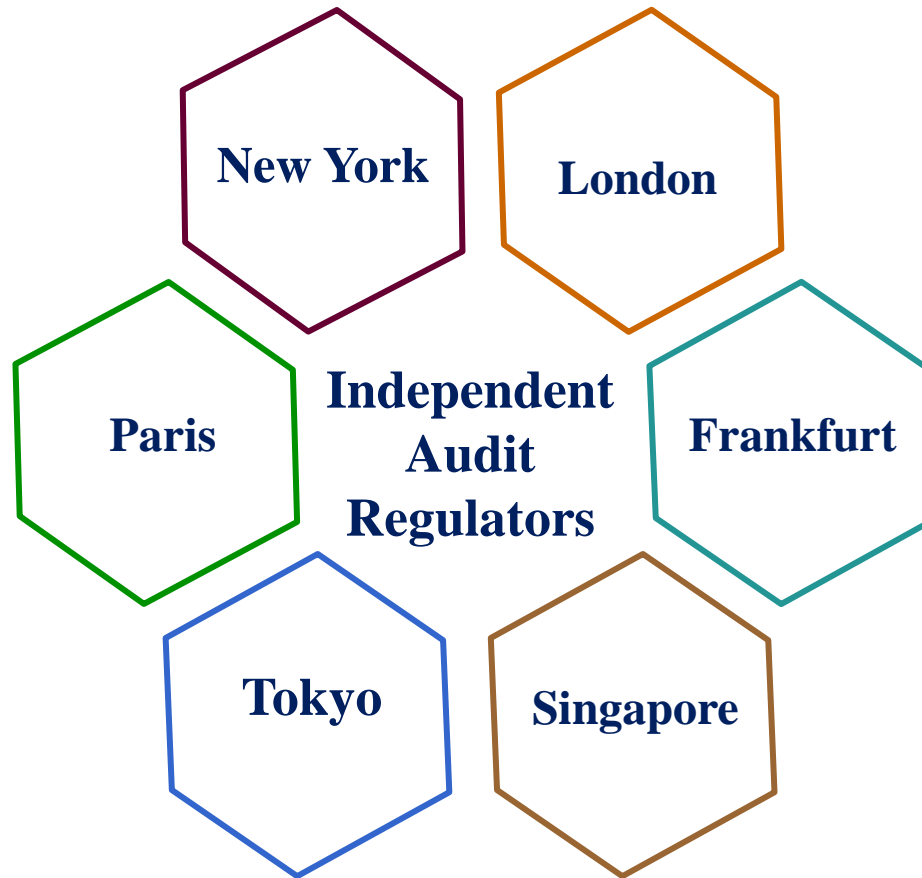 New York
London
Paris
Independent
Audit
Regulators
Frankfurt
Tokyo
Singapore